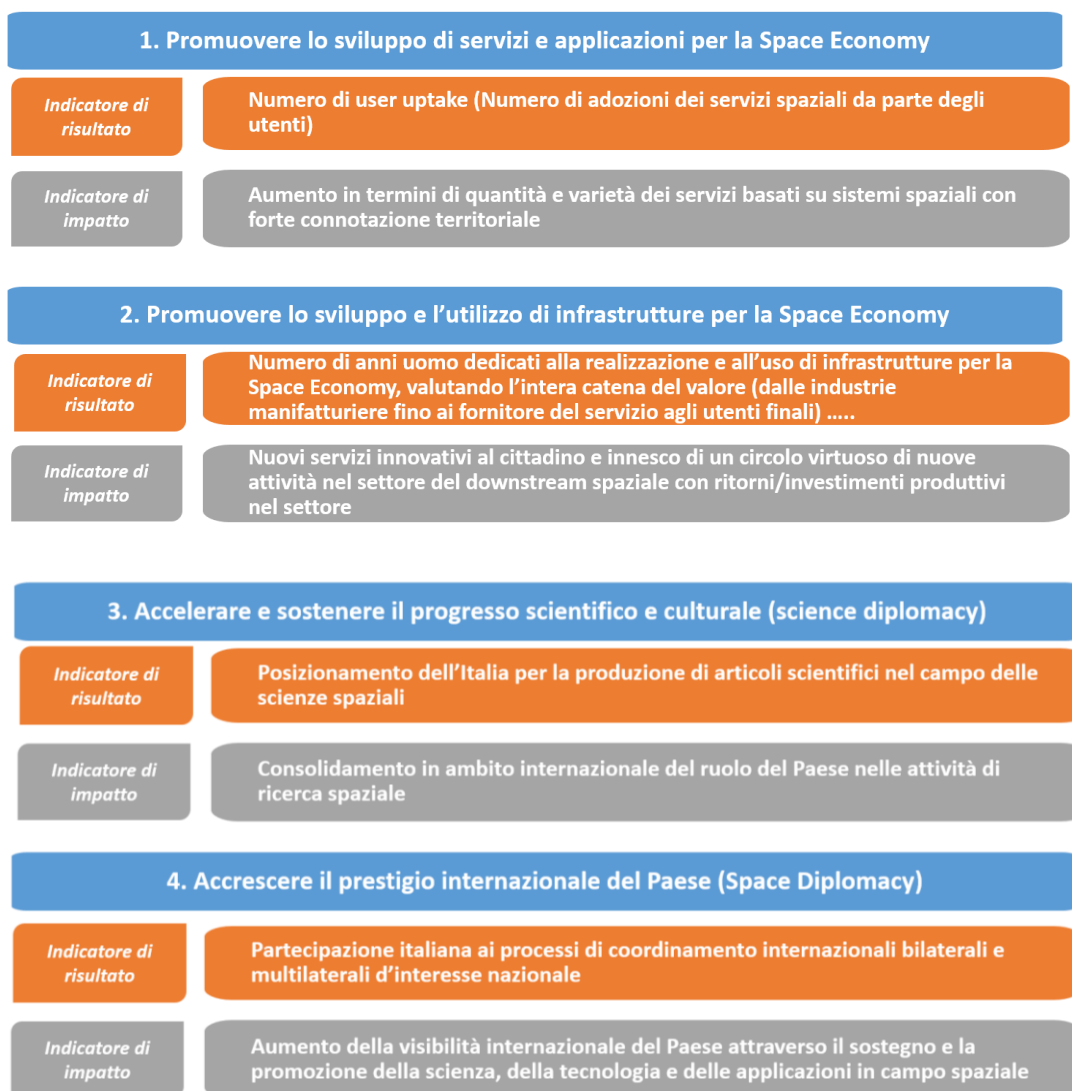 1. Promuovere lo sviluppo di servizi e applicazioni per la Space Economy
Indicatore di
risultato
Numero di user uptake (Numero di adozioni dei servizi spaziali da parte degli
utenti)
Indicatore di
impatto
Aumento in termini di quantità e varietà dei servizi basati su sistemi spaziali con
forte connotazione territoriale
2. Promuovere lo sviluppo e l’utilizzo di infrastrutture per la Space Economy
Indicatore di
risultato
Numero di anni uomo dedicati alla realizzazione e all’uso di infrastrutture per la
Space Economy, valutando l’intera catena del valore (dalle industrie
manifatturiere fino ai fornitore del servizio agli utenti finali) .....
Indicatore di
impatto
Nuovi servizi innovativi al cittadino e innesco di un circolo virtuoso di nuove
attività nel settore del downstream spaziale con ritorni/investimenti produttivi
nel settore
3. Accelerare e sostenere il progresso scientifico e culturale (science diplomacy)
Indicatore di
risultato
Posizionamento dell’Italia per la produzione di articoli scientifici nel campo delle
scienze spaziali
Indicatore di
impatto
Consolidamento in ambito internazionale del ruolo del Paese nelle attività di
ricerca spaziale
4. Accrescere il prestigio internazionale del Paese (Space Diplomacy)
Indicatore di
risultato
Partecipazione italiana ai processi di coordinamento internazionali bilaterali e
multilaterali d’interesse nazionale
Indicatore di
impatto
Aumento della visibilità internazionale del Paese attraverso il sostegno e la
promozione della scienza, della tecnologia e delle applicazioni in campo spaziale